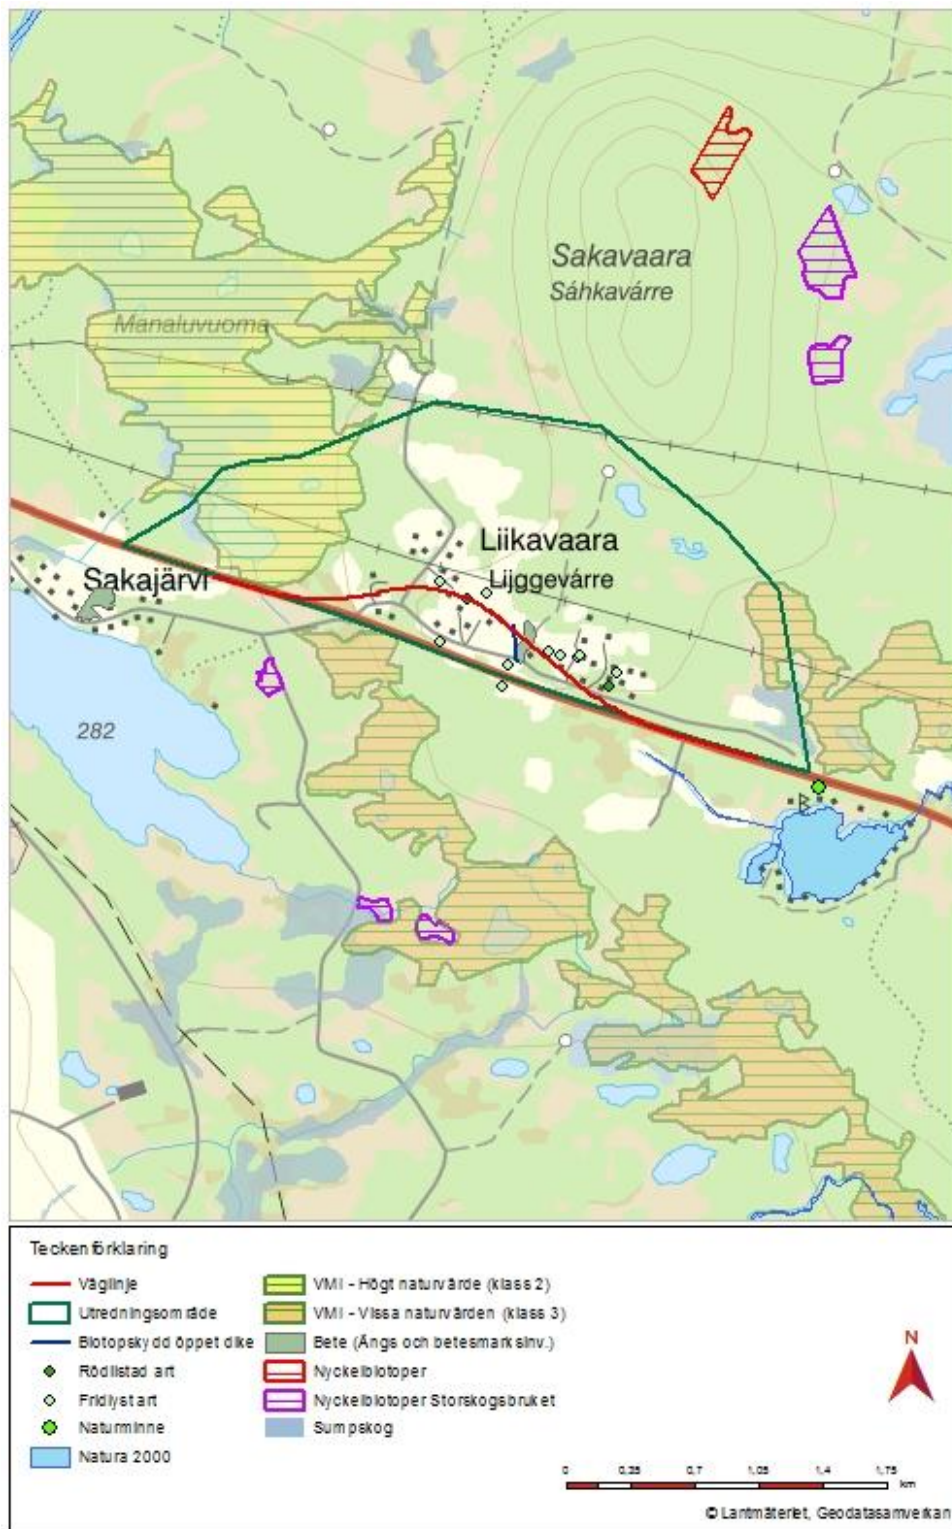 Sakavaara
Sáhkavárre
Manaluvuoma
Liikavaara
Lijggevárre
Sakajärvi
282
Teckenförklaring
Väglinje
Utredningsområde
Biotopskydd öppet dike
Rödlistad art
Fridlyst art
Naturminne
Natura 2000
VMI - Högt naturvärde (klass 2)
VMI - Vissa naturvärden (klass 3)
Bete (Ängs och betesmarksinv.)
Nyckelbiotoper
Nyckelbiotoper Storskogsbruket
Sumpskog
N
0 0,35 0,7 1,05 1,4 1,75
km
© Lantmäteriet, Geodatasamverkan